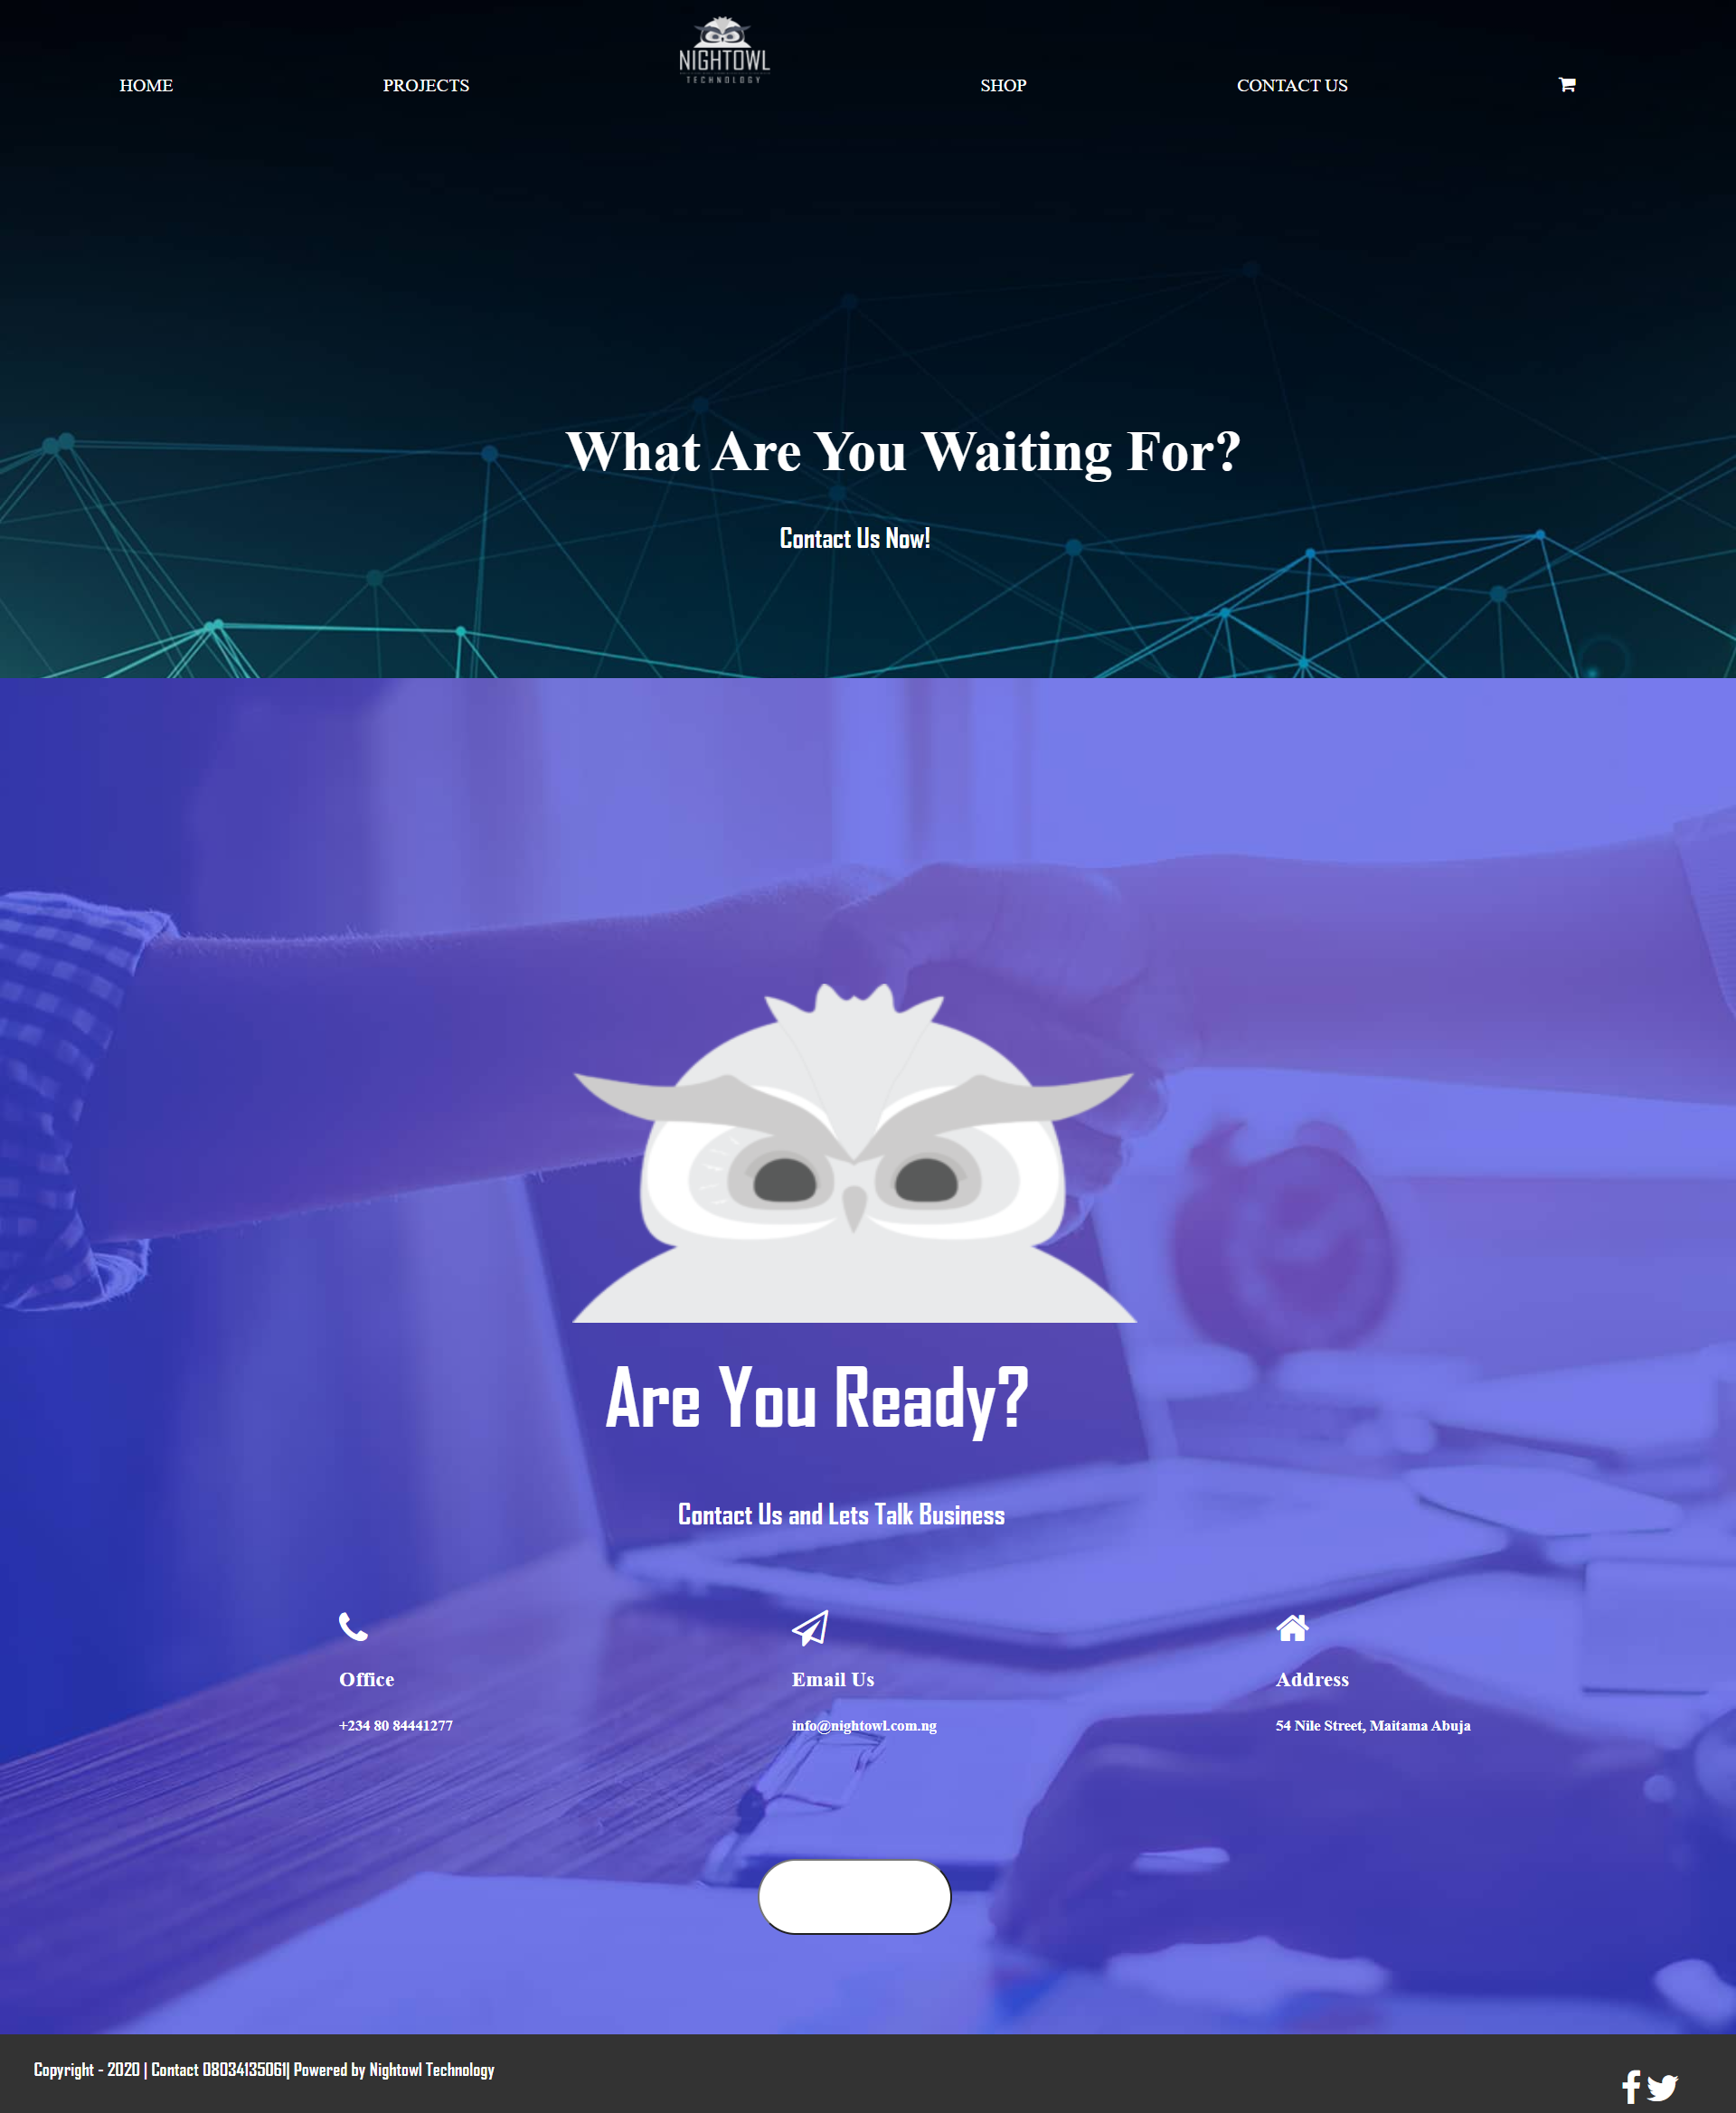 NIGHTOWL
TECHNOLOGY
HOME
PROJECTS
SHOP
CONTACT US
What Are You Waiting For?
Contact Us Now!
Are You Ready?
Contact Us and Lets Talk Business
Office
Email Us
Address
+234 80 84441277
info@nightowl.com.ng
54 Nile Street, Maitama Abuja
Copyright - 2020 | Contact 08034135061| Powered by Nightowl Technology